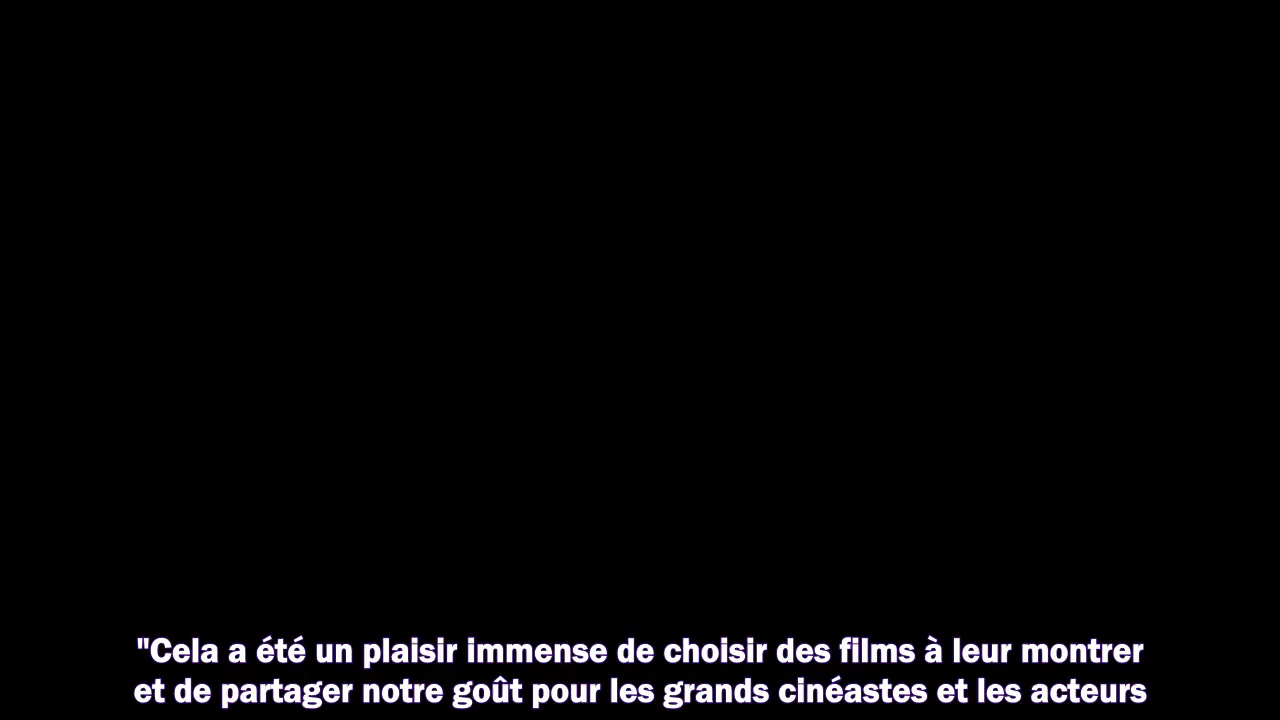 "Cela a été un plaisir immense de choisir des films à leur montrer
et de partager notre goût pour les grands cinéastes et les acteurs